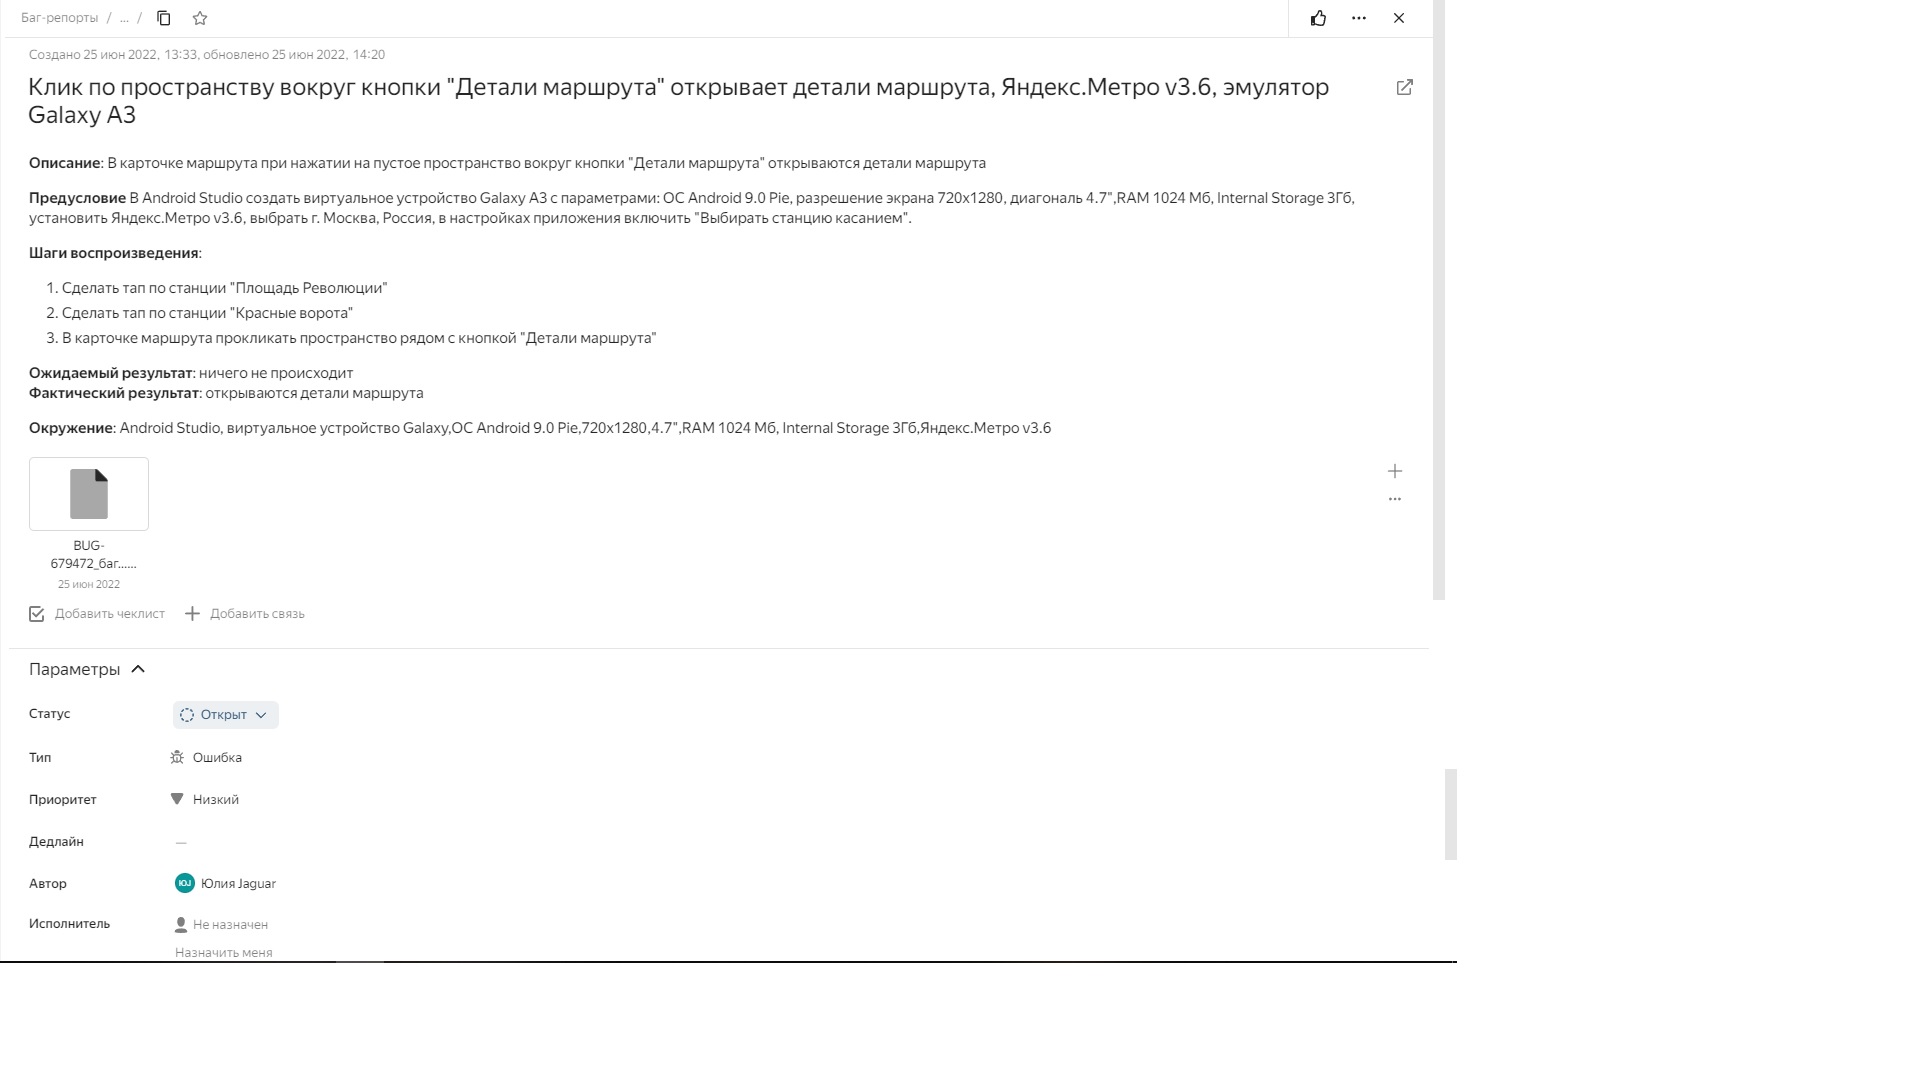 Баг-репорты / ... /
Создано 25 июн 2022, 13:33, обновлено 25 июн 2022, 14:20
Клик по пространству вокруг кнопки "Детали маршрута" открывает детали маршрута, Яндекс.Метро v3.6, эмулятор
Galaxy A3
Описание: В карточке маршрута при нажатии на пустое пространство вокруг кнопки "Детали маршрута" открываются детали маршрута
Предусловие В Android Studio создать виртуальное устройство Galaxy A3 с параметрами: ОС Android 9.0 Pie, разрешение экрана 720x1280, диагональ 4.7",RAM 1024 Мб, Internal Storage 3Гб,
установить Яндекс.Метро v3.6, выбрать г. Москва, Россия, в настройках приложения включить "Выбирать станцию касанием".
Шаги воспроизведения:
1. Сделать тап по станции "Площадь Революции"
2. Сделать тап по станции "Красные ворота"
3. В карточке маршрута прокликать пространство рядом с кнопкой "Детали маршрута"
Ожидаемый результат: ничего не происходит
Фактический результат: открываются детали маршрута
Окружение: Android Studio, виртуальное устройство Galaxy,ОС Android 9.0 Pie,720x1280,4.7",RAM 1024 Мб, Internal Storage 3Гб,Яндекс.Метро v3.6
BUG-
679472_баг......
25 июн 2022
Добавить чеклист Добавить связь
Параметры
Статус Открыт
Тип Ошибка
Приоритет Низкий
Дедлайн —
Автор ЮJ Юлия Jaguar
Исполнитель Не назначен
Назначить меня